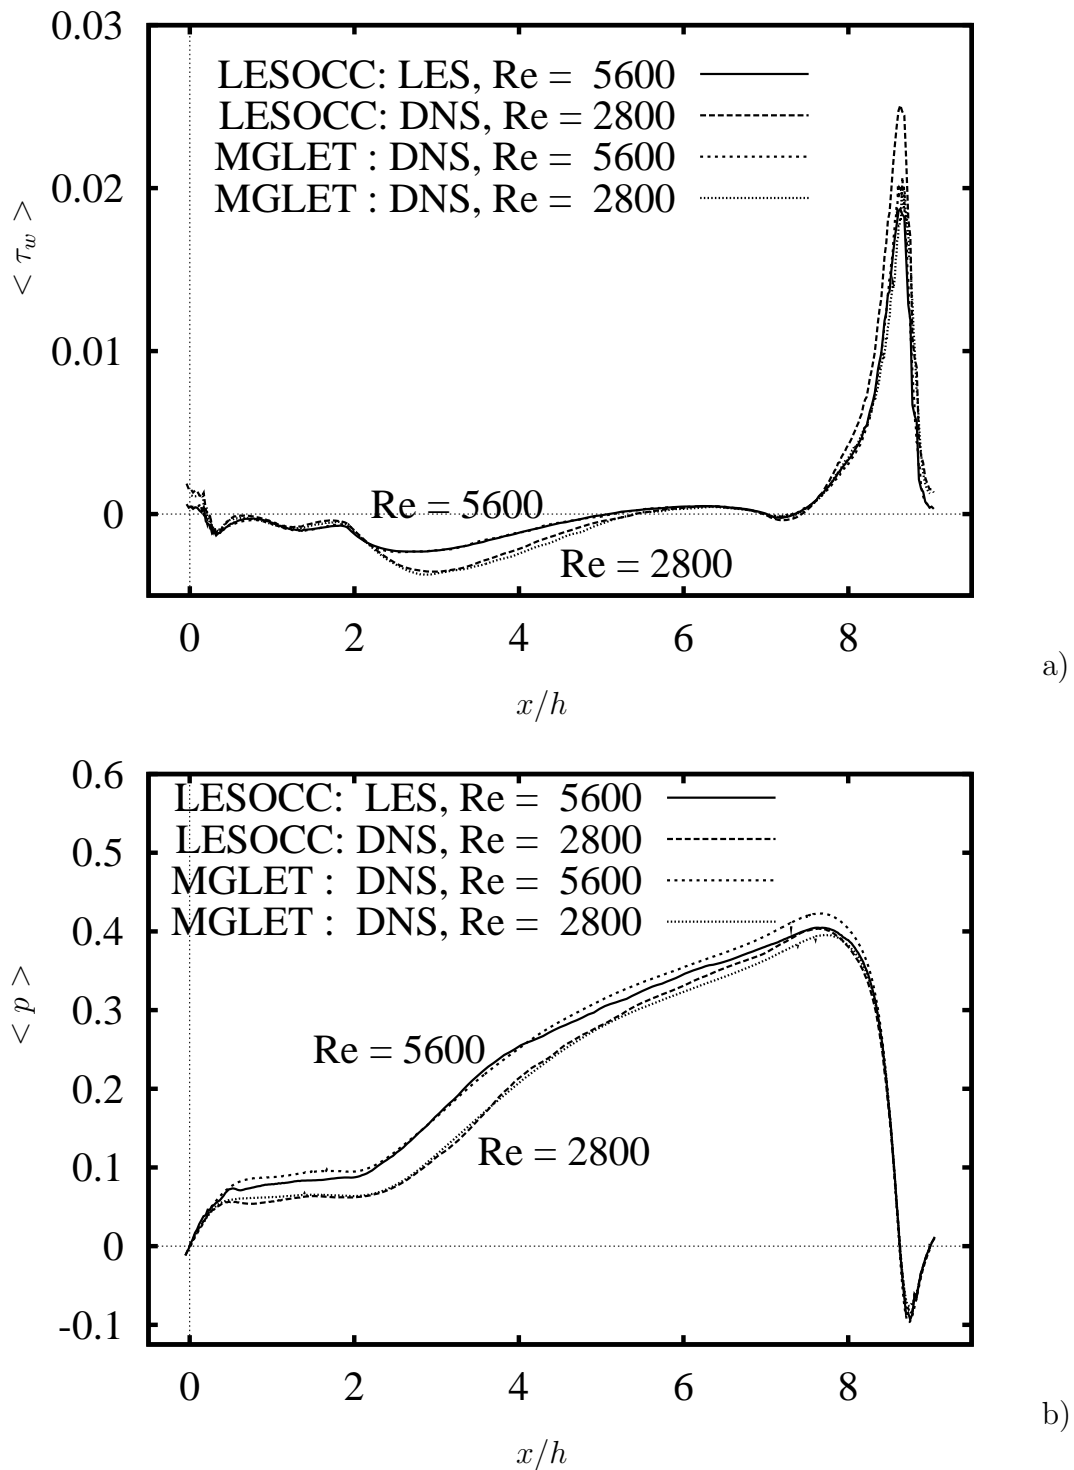 0.03
LESOCC: LES, Re = 5600
LESOCC: DNS, Re = 2800
MGLET : DNS, Re = 5600
MGLET : DNS, Re = 2800
0.02
< τw >
0.01
Re = 5600
0
Re = 2800
0 2 4 6 8
a)
x/h
0.6
LESOCC: LES, Re = 5600
LESOCC: DNS, Re = 2800
0.5
MGLET : DNS, Re = 5600
MGLET : DNS, Re = 2800
0.4
< p >
0.3
Re = 5600
0.2
Re = 2800
0.1
0
-0.1
0 2 4 6 8
b)
x/h